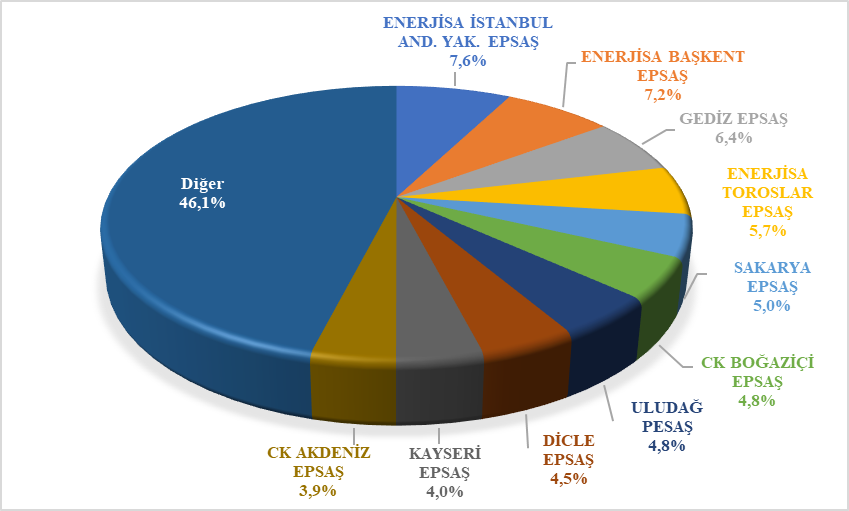 ENERJİSA İSTANBUL
AND. YAK. EPSAŞ
7,6%
ENERJİSA BAŞKENT
EPSAŞ
7,2%
GEDİZ EPSAŞ
6,4%
ENERJİSA
TOROSLAR
EPSAŞ
5,7%
SAKARYA
EPSAŞ
5,0%
CK BOĞAZİÇİ
EPSAŞ
4,8%
ULUDAĞ
PESAŞ
4,8%
DİCLE
EPSAŞ
4,5%
KAYSERİ
EPSAŞ
4,0%
CK AKDENİZ
EPSAŞ
3,9%
Diğer
46,1%